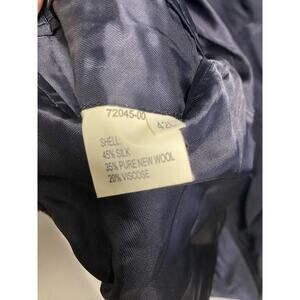 72045-00
SHELL:
45% SILK
35% PURE NEW WOOL
20% VISCOSE